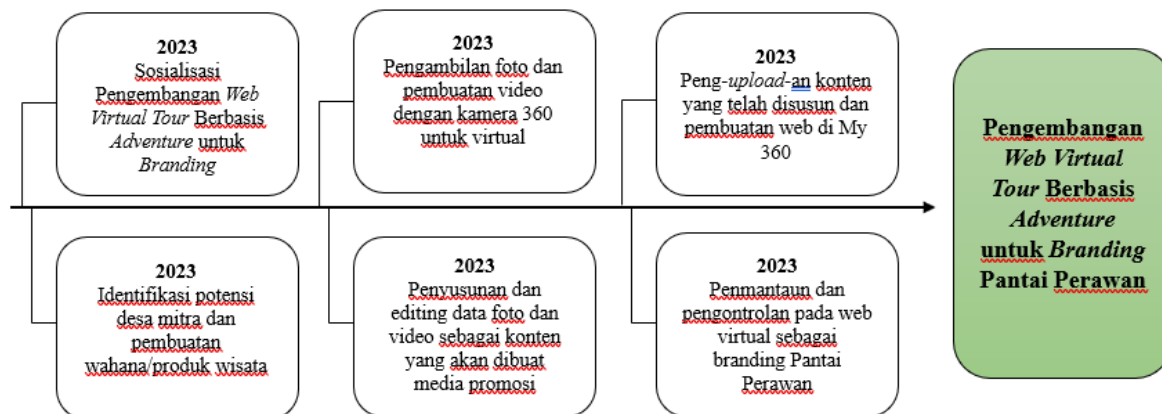 2023
Sosialisasi
Pengembangan Web
Virtual Tour Berbasis
Adventure untuk
Branding
2023
Pengambilan foto dan
pembuatan video
dengan kamera 360
untuk virtual
2023
Peng-upload-an konten
yang telah disusun dan
pembuatan web di My
360
2023
Identifikasi potensi
desa mitra dan
pembuatan
wahana/produk wisata
2023
Penyusunan dan
editing data foto dan
video sebagai konten
yang akan dibuat
media promosi
2023
Penmantaun dan
pengontrolan pada web
virtual sebagai
branding Pantai
Perawan
Pengembangan
Web Virtual
Tour Berbasis
Adventure
untuk Branding
Pantai Perawan